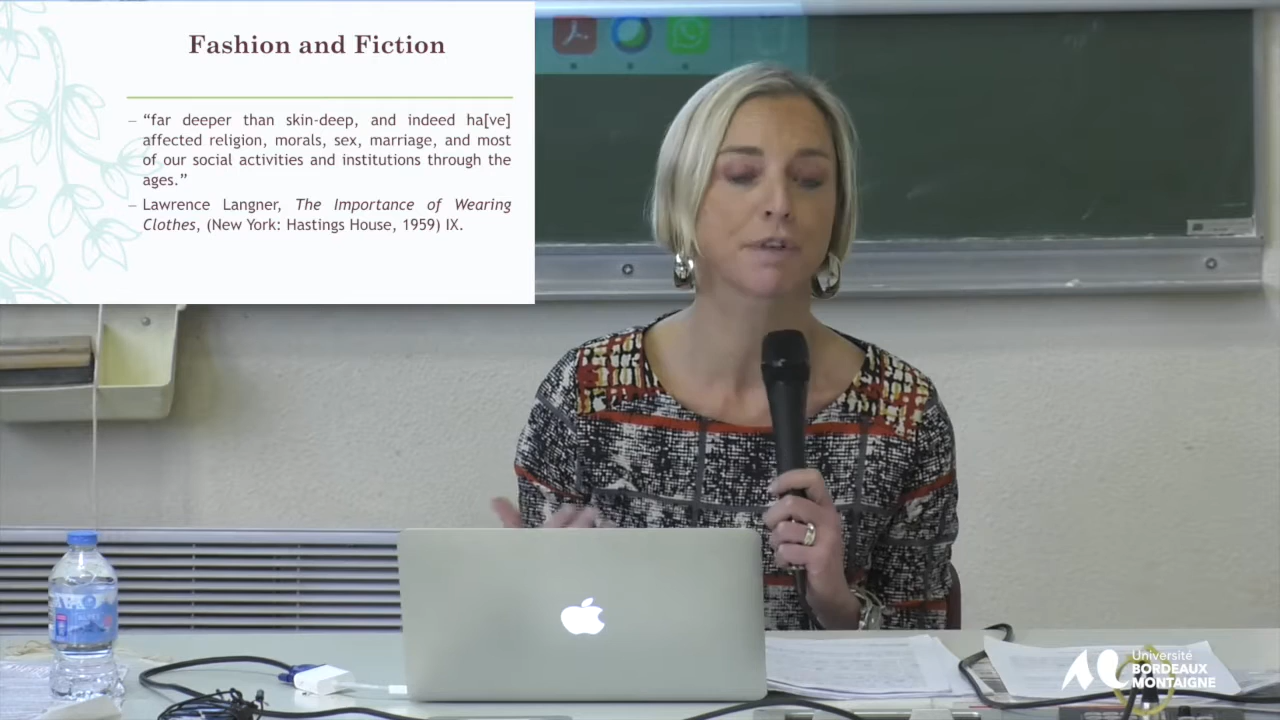 Fashion and Fiction
– “far deeper than skin-deep, and indeed ha[ve]
affected religion, morals, sex, marriage, and most
of our social activities and institutions through the
ages.”
– Lawrence Langner, The Importance of Wearing
Clothes, (New York: Hastings House, 1959) IX.
Université
BORDEAUX
MONTAIGNE